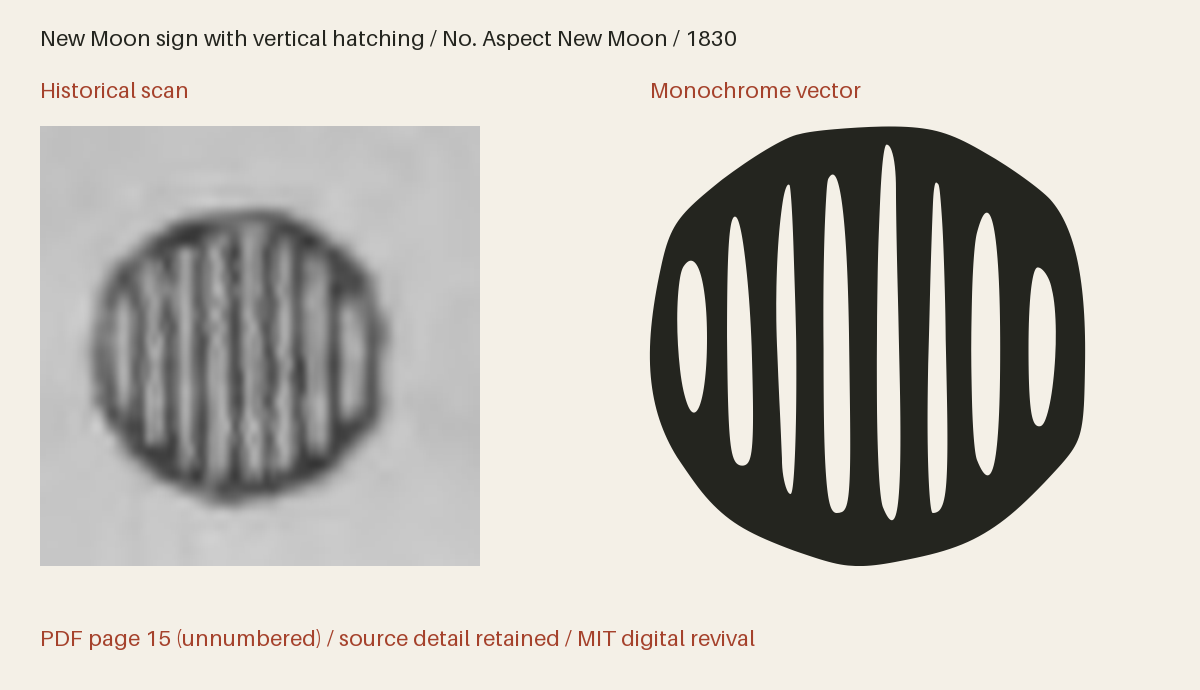 New Moon sign with vertical hatching / No. Aspect New Moon / 1830
Historical scan
Monochrome vector
PDF page 15 (unnumbered) / source detail retained / MIT digital revival